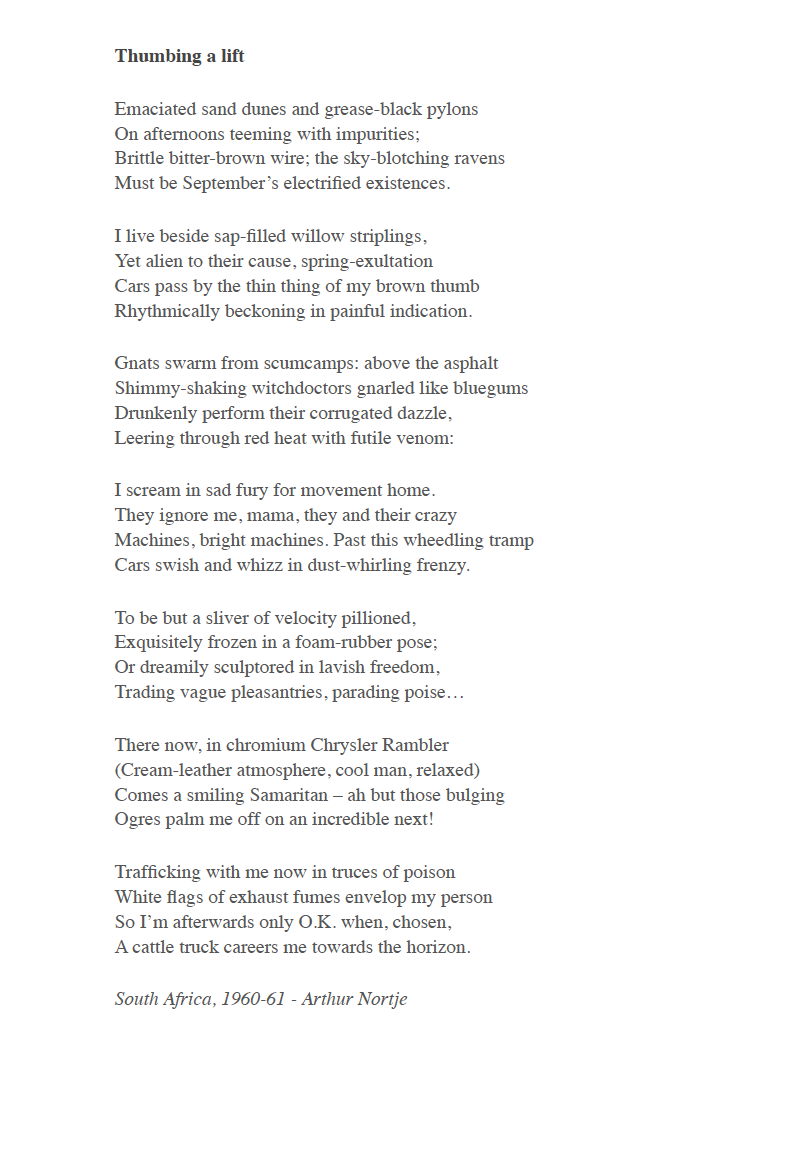 Thumbing a lift
Emaciated sand dunes and grease-black pylons
On afternoons teeming with impurities;
Brittle bitter-brown wire; the sky-blotching ravens
Must be September’s electrified existences.
I live beside sap-filled willow striplings,
Yet alien to their cause, spring-exultation
Cars pass by the thin thing of my brown thumb
Rhythmically beckoning in painful indication.
Gnats swarm from scumcamps: above the asphalt
Shimmy-shaking witchdoctors gnarled like bluegums
Drunkenly perform their corrugated dazzle,
Leering through red heat with futile venom:
I scream in sad fury for movement home.
They ignore me, mama, they and their crazy
Machines, bright machines. Past this wheedling tramp
Cars swish and whizz in dust-whirling frenzy.
To be but a sliver of velocity pillioned,
Exquisitely frozen in a foam-rubber pose;
Or dreamily sculptored in lavish freedom,
Trading vague pleasantries, parading poise…
There now, in chromium Chrysler Rambler
(Cream-leather atmosphere, cool man, relaxed)
Comes a smiling Samaritan – ah but those bulging
Ogres palm me off on an incredible next!
Trafficking with me now in truces of poison
White flags of exhaust fumes envelop my person
So I’m afterwards only O.K. when, chosen,
A cattle truck careers me towards the horizon.
South Africa, 1960-61 - Arthur Nortje